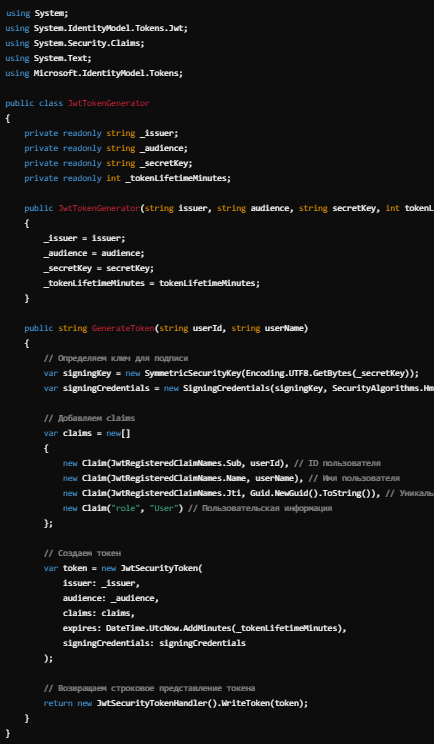 using System;
using System.IdentityModel.Tokens.Jwt;
using System.Security.Claims;
using System.Text;
using Microsoft.IdentityModel.Tokens;
public class JwtTokenGenerator
{
private readonly string _issuer;
private readonly string _audience;
private readonly string _secretKey;
private readonly int _tokenLifetimeMinutes;
public JwtTokenGenerator(string issuer, string audience, string secretKey, int tokenL
{
_issuer = issuer;
_audience = audience;
_secretKey = secretKey;
_tokenLifetimeMinutes = tokenLifetimeMinutes;
}
public string GenerateToken(string userId, string userName)
{
// Определяем ключ для подписи
var signingKey = new SymmetricSecurityKey(Encoding.UTF8.GetBytes(_secretKey));
var signingCredentials = new SigningCredentials(signingKey, SecurityAlgorithms.Hm
// Добавляем claims
var claims = new[]
{
new Claim(JwtRegisteredClaimNames.Sub, userId), // ID пользователя
new Claim(JwtRegisteredClaimNames.Name, userName), // Имя пользователя
new Claim(JwtRegisteredClaimNames.Jti, Guid.NewGuid().ToString()), // Уникаль
new Claim("role", "User") // Пользовательская информация
};
// Создаем токен
var token = new JwtSecurityToken(
issuer: _issuer,
audience: _audience,
claims: claims,
expires: DateTime.UtcNow.AddMinutes(_tokenLifetimeMinutes),
signingCredentials: signingCredentials
);
// Возвращаем строковое представление токена
return new JwtSecurityTokenHandler().WriteToken(token);
}
}